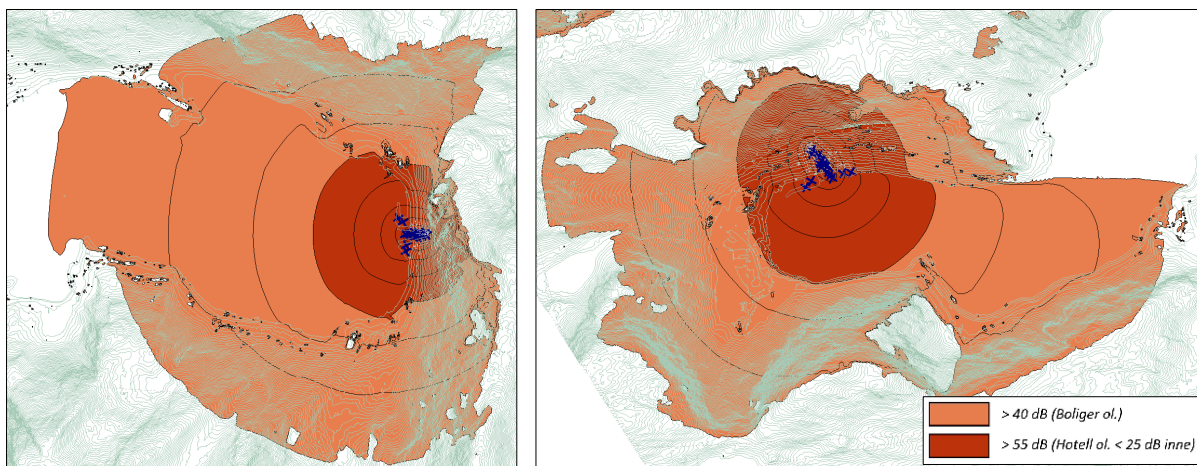 > 40 dB (Boliger ol.)
> 55 dB (Hotell ol. < 25 dB inne)